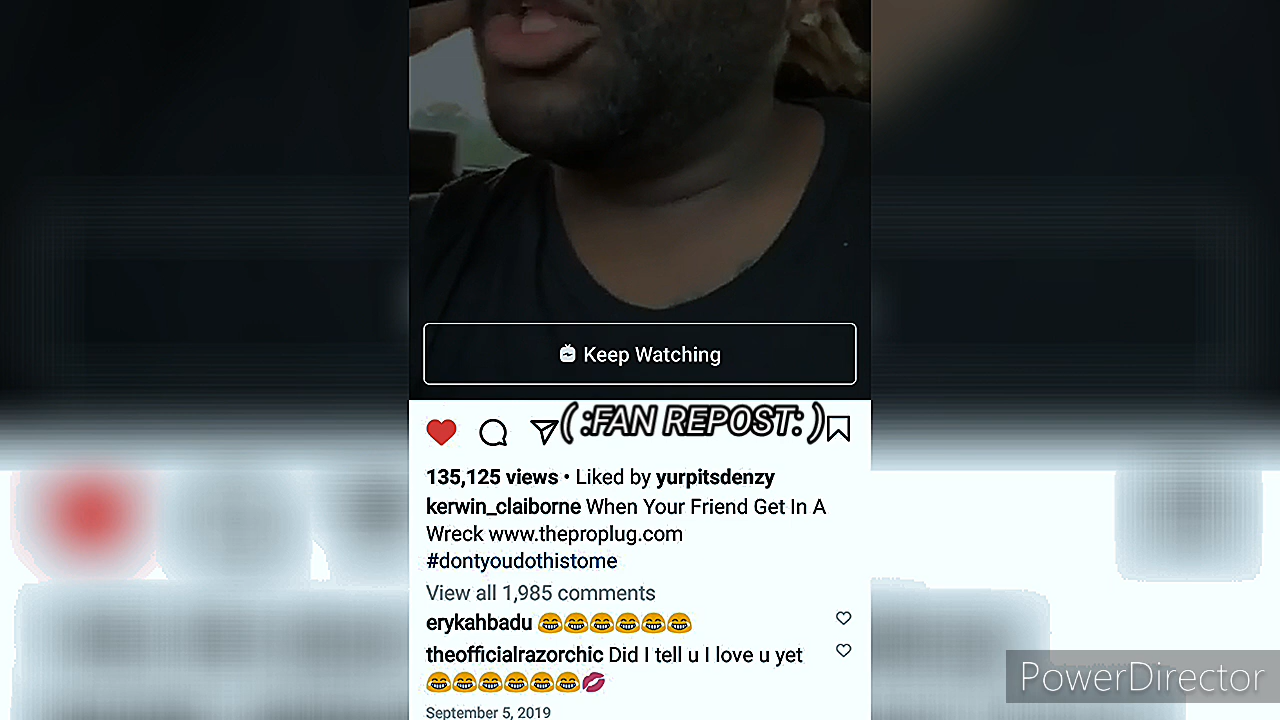 Keep Watching
( :FAN REPOST: )
135,125 views • Liked by yurpitsdenzy
kerwin_claiborne When Your Friend Get In A
Wreck www.theproplug.com
#dontyoudothistome
View all 1,985 comments
erykahbadu 😂😂😂😂😂😂
theofficialrazorchic Did I tell u I love u yet
😂😂😂😂😂😂💋
September 5, 2019
PowerDirector